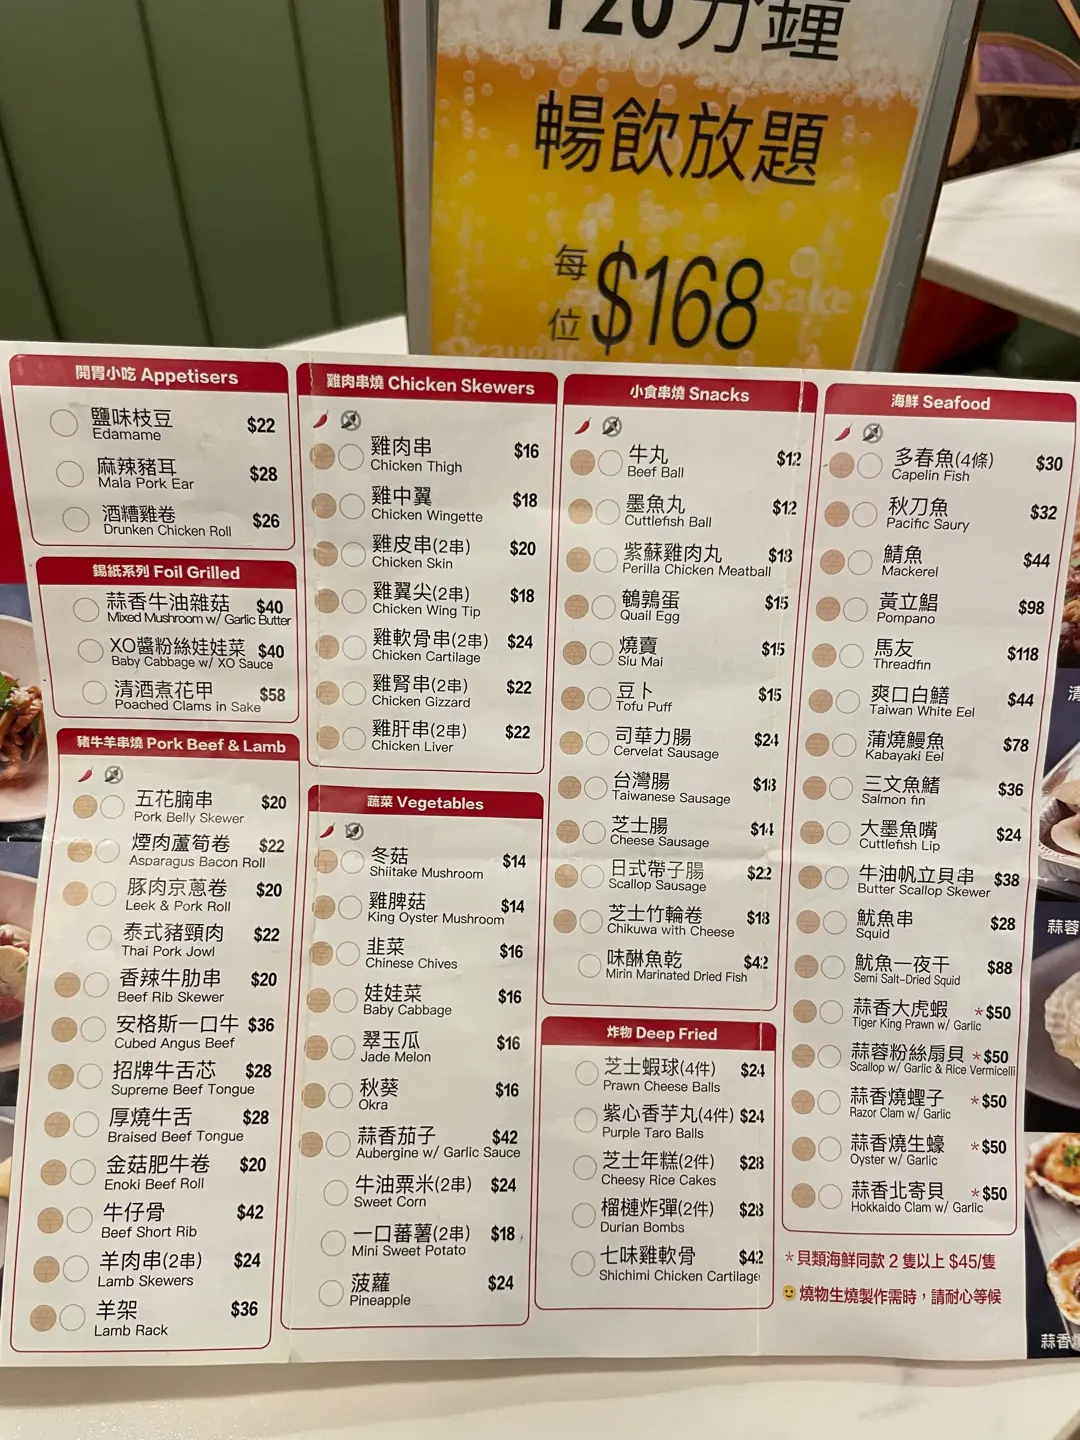 120分鐘
暢飲放題
每位 $168
Sake
Draught
開胃小吃 Appetisers
鹽味枝豆 $22
Edamame
麻辣豬耳 $28
Mala Pork Ear
酒糟雞卷 $26
Drunken Chicken Roll
錫紙系列 Foil Grilled
蒜香牛油雜菇 $40
Mixed Mushroom w/ Garlic Butter
XO醬粉絲娃娃菜 $40
Baby Cabbage w/ XO Sauce
清酒煮花甲 $58
Poached Clams in Sake
豬牛羊串燒 Pork Beef & Lamb
五花腩串 $20
Pork Belly Skewer
煙肉蘆筍卷 $22
Asparagus Bacon Roll
豚肉京蔥卷 $20
Leek & Pork Roll
泰式豬頸肉 $22
Thai Pork Jowl
香辣牛肋串 $20
Beef Rib Skewer
安格斯一口牛 $36
Cubed Angus Beef
招牌牛舌芯 $28
Supreme Beef Tongue
厚燒牛舌 $28
Braised Beef Tongue
金菇肥牛卷 $20
Enoki Beef Roll
牛仔骨 $42
Beef Short Rib
羊肉串(2串) $24
Lamb Skewers
羊架 $36
Lamb Rack
雞肉串燒 Chicken Skewers
雞肉串 $16
Chicken Thigh
雞中翼 $18
Chicken Wingette
雞皮串(2串) $20
Chicken Skin
雞翼尖(2串) $18
Chicken Wing Tip
雞軟骨串(2串) $24
Chicken Cartilage
雞腎串(2串) $22
Chicken Gizzard
雞肝串(2串) $22
Chicken Liver
蔬菜 Vegetables
冬菇 $14
Shiitake Mushroom
雞脾菇 $14
King Oyster Mushroom
韭菜 $16
Chinese Chives
娃娃菜 $16
Baby Cabbage
翠玉瓜 $16
Jade Melon
秋葵 $16
Okra
蒜香茄子 $42
Aubergine w/ Garlic Sauce
牛油粟米(2串) $24
Sweet Corn
一口蕃薯(2串) $18
Mini Sweet Potato
菠蘿 $24
Pineapple
小食串燒 Snacks
牛丸 $12
Beef Ball
墨魚丸 $12
Cuttlefish Ball
紫蘇雞肉丸 $18
Perilla Chicken Meatball
鵪鶉蛋 $15
Quail Egg
燒賣 $15
Siu Mai
豆卜 $15
Tofu Puff
司華力腸 $24
Cervelat Sausage
台灣腸 $18
Taiwanese Sausage
芝士腸 $14
Cheese Sausage
日式帶子腸 $22
Scallop Sausage
芝士竹輪卷 $18
Chikuwa with Cheese
味醂魚乾 $42
Mirin Marinated Dried Fish
炸物 Deep Fried
芝士蝦球(4件) $24
Prawn Cheese Balls
紫心香芋丸(4件) $24
Purple Taro Balls
芝士年糕(2件) $28
Cheesy Rice Cakes
榴槤炸彈(2件) $28
Durian Bombs
七味雞軟骨 $42
Shichimi Chicken Cartilage
海鮮 Seafood
多春魚(4條) $30
Capelin Fish
秋刀魚 $32
Pacific Saury
鯖魚 $44
Mackerel
黃立鯧 $98
Pompano
馬友 $118
Threadfin
爽口白鱔 $44
Taiwan White Eel
蒲燒鰻魚 $78
Kabayaki Eel
三文魚鰭 $36
Salmon fin
大墨魚嘴 $24
Cuttlefish Lip
牛油帆立貝串 $38
Butter Scallop Skewer
魷魚串 $28
Squid
魷魚一夜干 $88
Semi Salt-Dried Squid
蒜香大虎蝦 *$50
Tiger King Prawn w/ Garlic
蒜蓉粉絲扇貝 *$50
Scallop w/ Garlic & Rice Vermicelli
蒜香燒蟶子 *$50
Razor Clam w/ Garlic
蒜香燒生蠔 *$50
Oyster w/ Garlic
蒜香北寄貝 *$50
Hokkaido Clam w/ Garlic
*貝類海鮮同款 2 隻以上 $45/隻
燒物生燒製作需時，請耐心等候
清
蒜蓉
蒜香